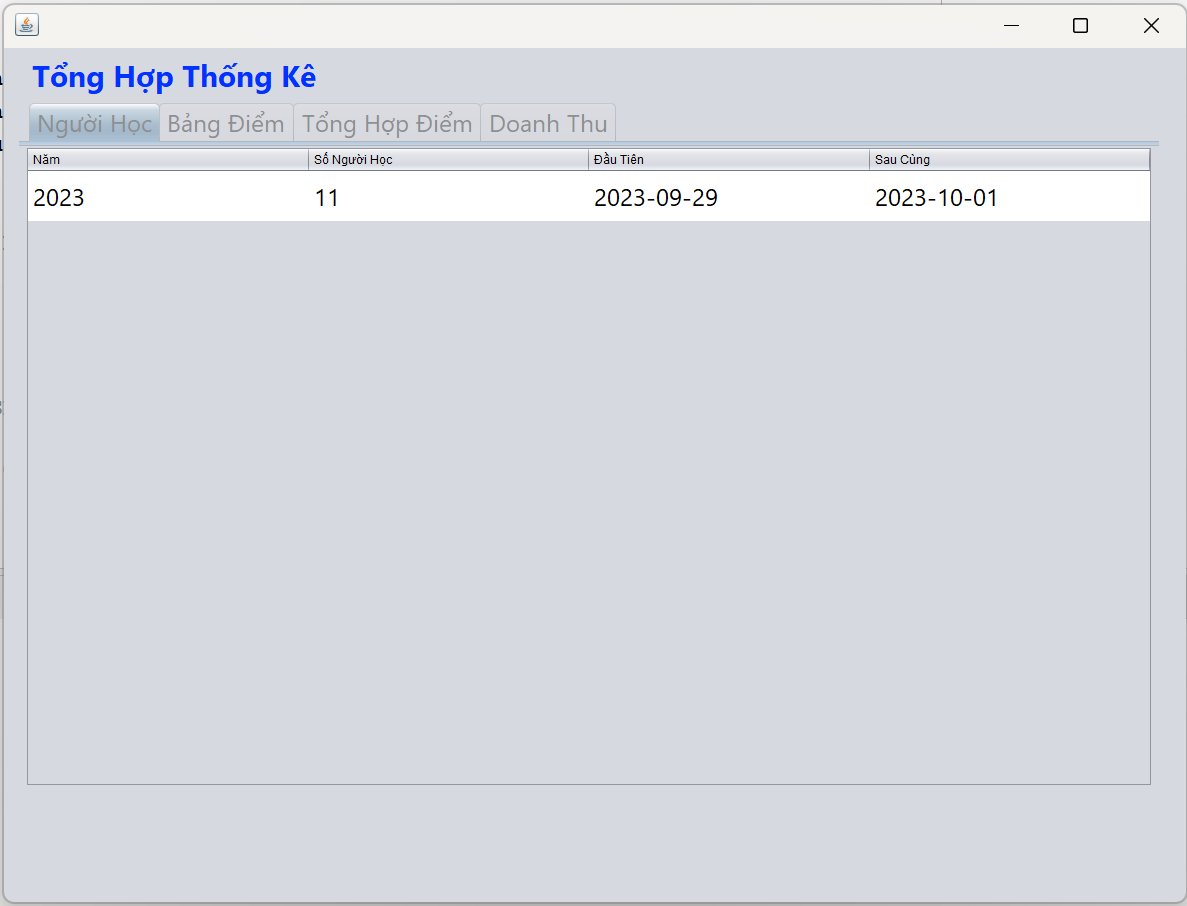 Tổng Hợp Thống Kê
Người Học Bảng Điểm Tổng Hợp Điểm Doanh Thu
Năm Số Người Học Đầu Tiên Sau Cùng
2023 11 2023-09-29 2023-10-01